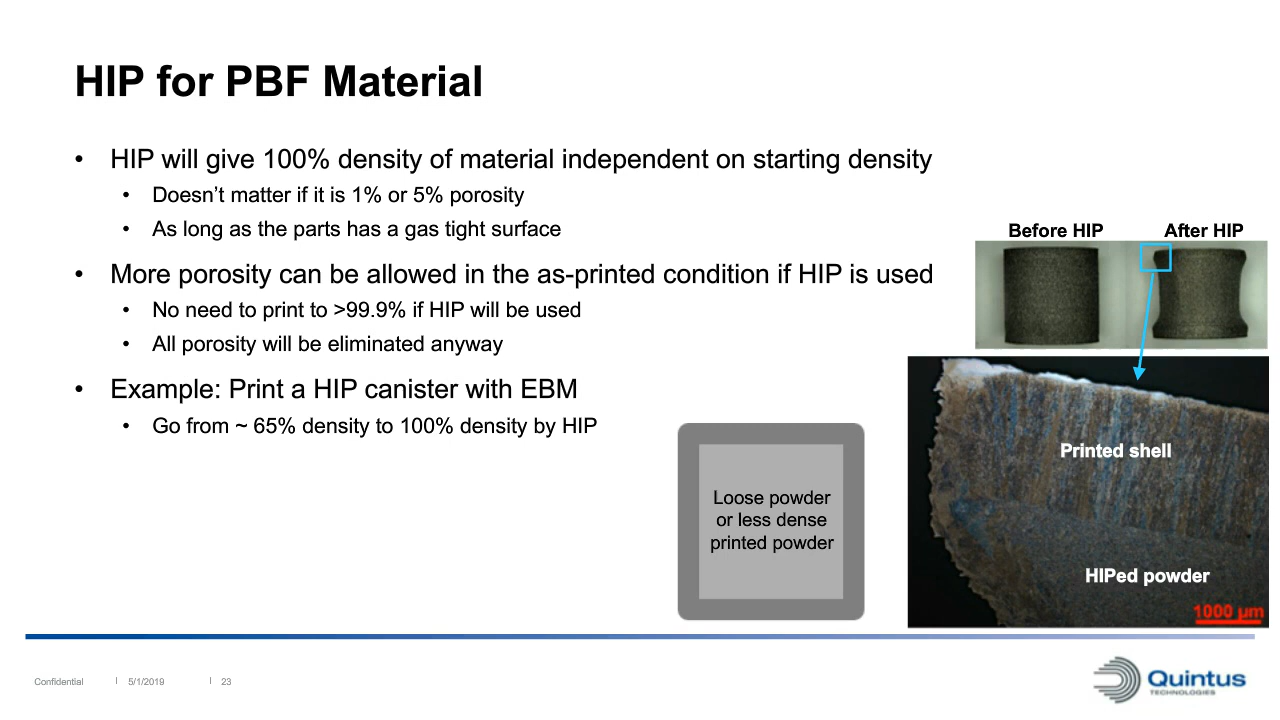 HIP for PBF Material
• HIP will give 100% density of material independent on starting density
• Doesn't matter if it is 1% or 5% porosity
• As long as the parts has a gas tight surface
• More porosity can be allowed in the as-printed condition if HIP is used
• No need to print to >99.9% if HIP will be used
• All porosity will be eliminated anyway
• Example: Print a HIP canister with EBM
• Go from ~ 65% density to 100% density by HIP
Before HIP
After HIP
Loose powder
or less dense
printed powder
Printed shell
HIPed powder
1000 µm
Confidential | 5/1/2019 | 23
Quintus
TECHNOLOGIES